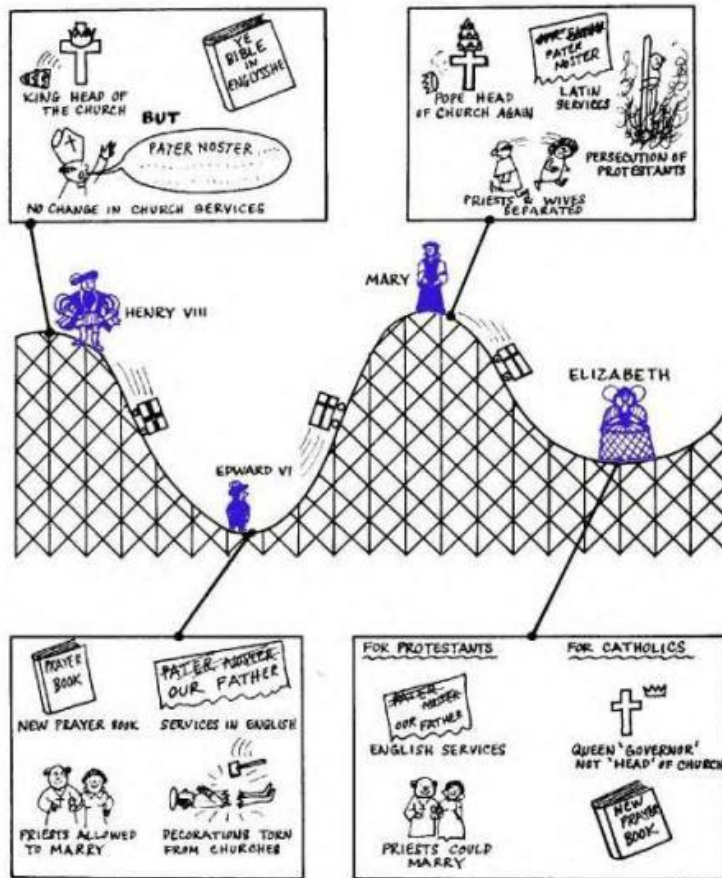 YE
BIBLE
IN
ENGLYSSHE
KING HEAD OF
THE CHURCH
BUT
PATER NOSTER
NO CHANGE IN CHURCH SERVICES
PATER
NOSTER
POPE HEAD
OF CHURCH AGAIN
LATIN
SERVICES
PERSECUTION OF
PROTESTANTS
PRIESTS & WIVES
SEPARATED
HENRY VIII
MARY
ELIZABETH
EDWARD VI
PRAYER
BOOK
PATER NOSTER
OUR FATHER
NEW PRAYER BOOK
SERVICES IN ENGLISH
PRIESTS ALLOWED
TO MARRY
DECORATIONS TORN
FROM CHURCHES
FOR PROTESTANTS
PATER
NOSTER
OUR FATHER
ENGLISH SERVICES
PRIESTS COULD
MARRY
FOR CATHOLICS
QUEEN 'GOVERNOR'
NOT 'HEAD' OF CHURCH
NEW
PRAYER
BOOK